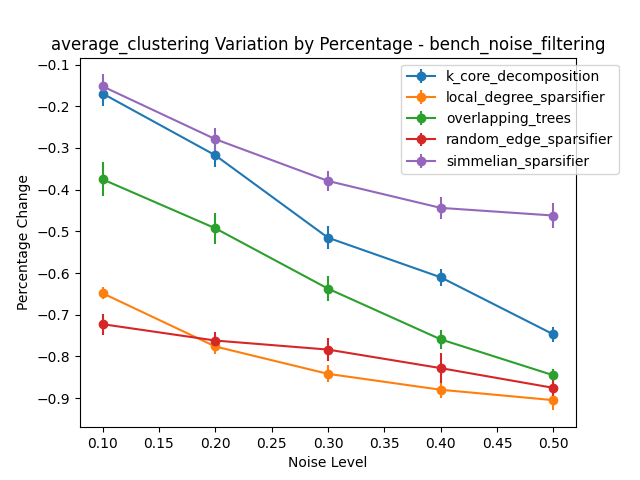 average_clustering Variation by Percentage - bench_noise_filtering
k_core_decomposition
local_degree_sparsifier
overlapping_trees
random_edge_sparsifier
simmelian_sparsifier
Percentage Change
−0.1
−0.2
−0.3
−0.4
−0.5
−0.6
−0.7
−0.8
−0.9
0.10 0.15 0.20 0.25 0.30 0.35 0.40 0.45 0.50
Noise Level